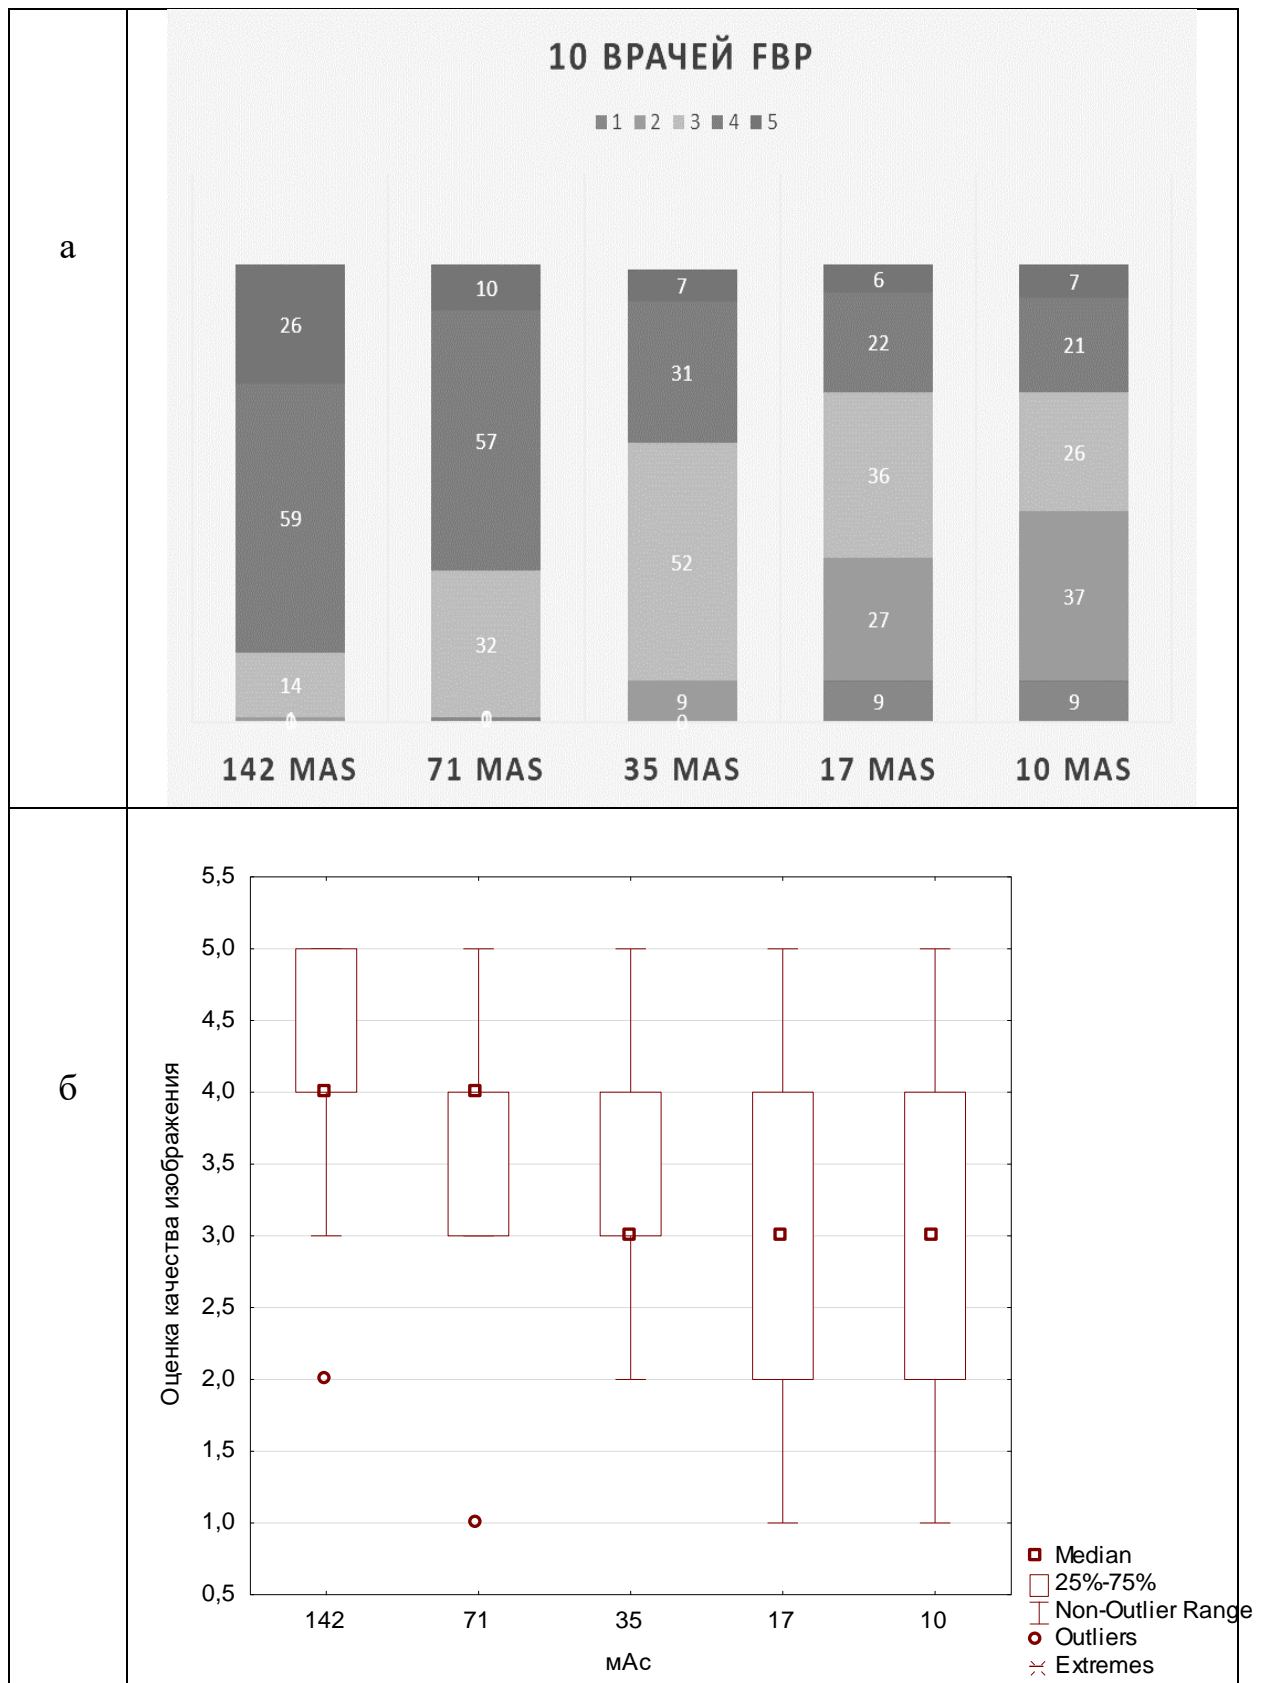 а
10 ВРАЧЕЙ FBP
1 2 3 4 5
26 10 7 6 7
59 57 31 22 21
14 32 52 36 26
9 27 37
0 9 9
142 MAS 71 MAS 35 MAS 17 MAS 10 MAS
б
Оценка качества изображения
5,5
5,0
4,5
4,0
3,5
3,0
2,5
2,0
1,5
1,0
0,5
142 71 35 17 10
мАс
Median
25%-75%
Non-Outlier Range
Outliers
Extremes